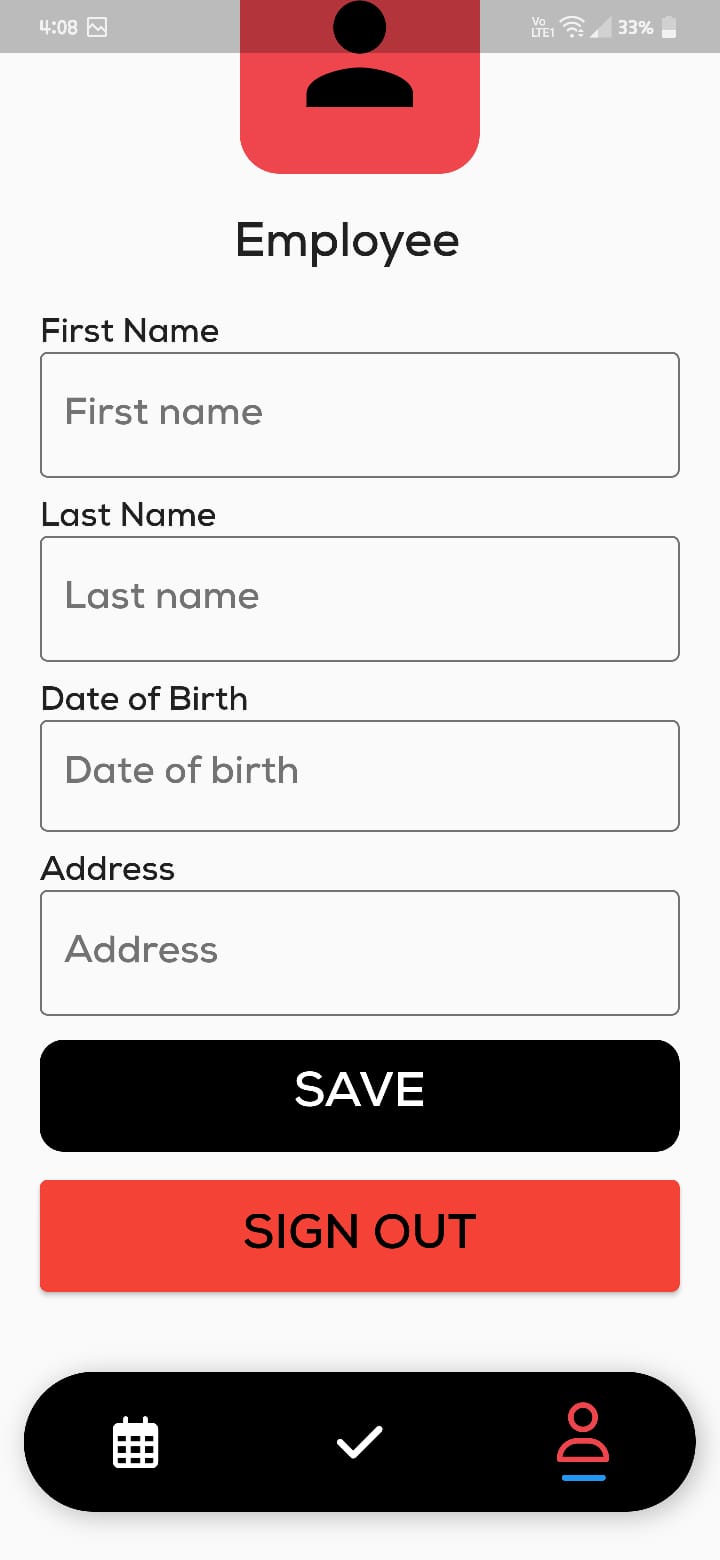 4:08
Vo
LTE1
33%
Employee
First Name
First name
Last Name
Last name
Date of Birth
Date of birth
Address
Address
SAVE
SIGN OUT